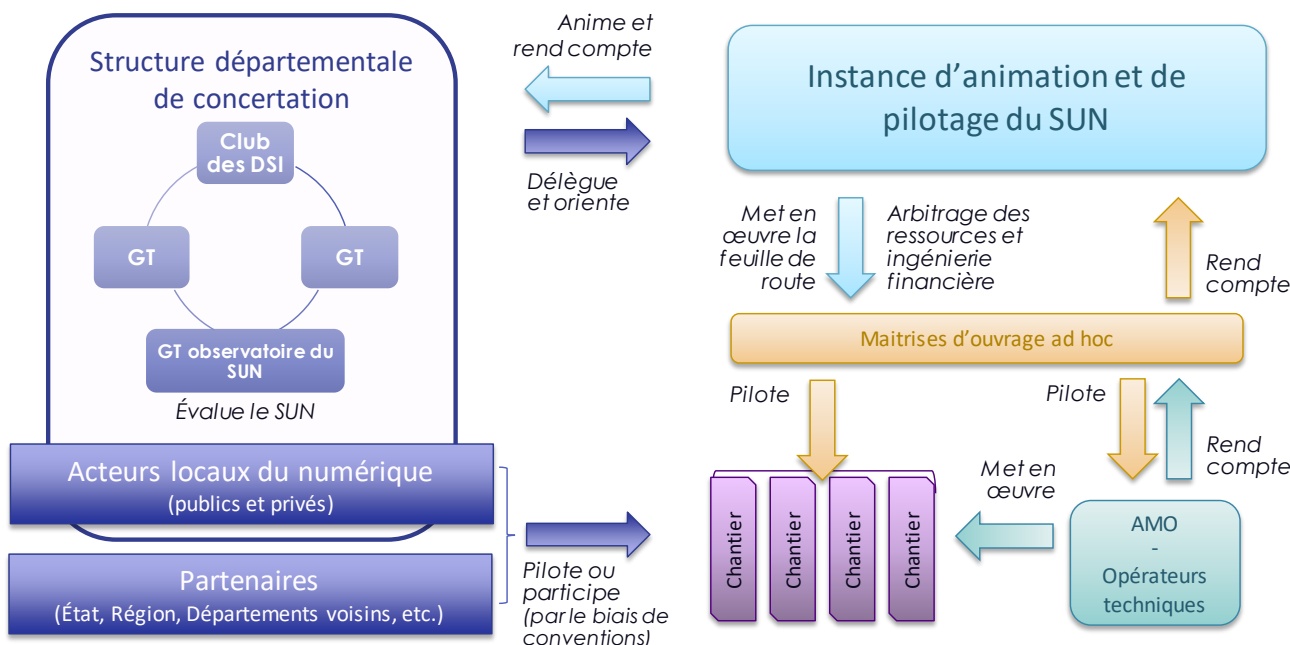 Structure départementale
de concertation
Club
des DSI
GT
GT
GT observatoire du
SUN
Évalue le SUN
Acteurs locaux du numérique
(publics et privés)
Partenaires
(État, Région, Départements voisins, etc.)
Anime et
rend compte
Délègue
et oriente
Pilote ou
participe
(par le biais de
conventions)
Instance d’animation et de
pilotage du SUN
Met en
œuvre la
feuille de
route
Arbitrage des
ressources et
ingénierie
financière
Rend
compte
Maitrises d’ouvrage ad hoc
Pilote
Pilote
Rend
compte
Chantier
Chantier
Chantier
Chantier
Met en
œuvre
AMO
-
Opérateurs
techniques